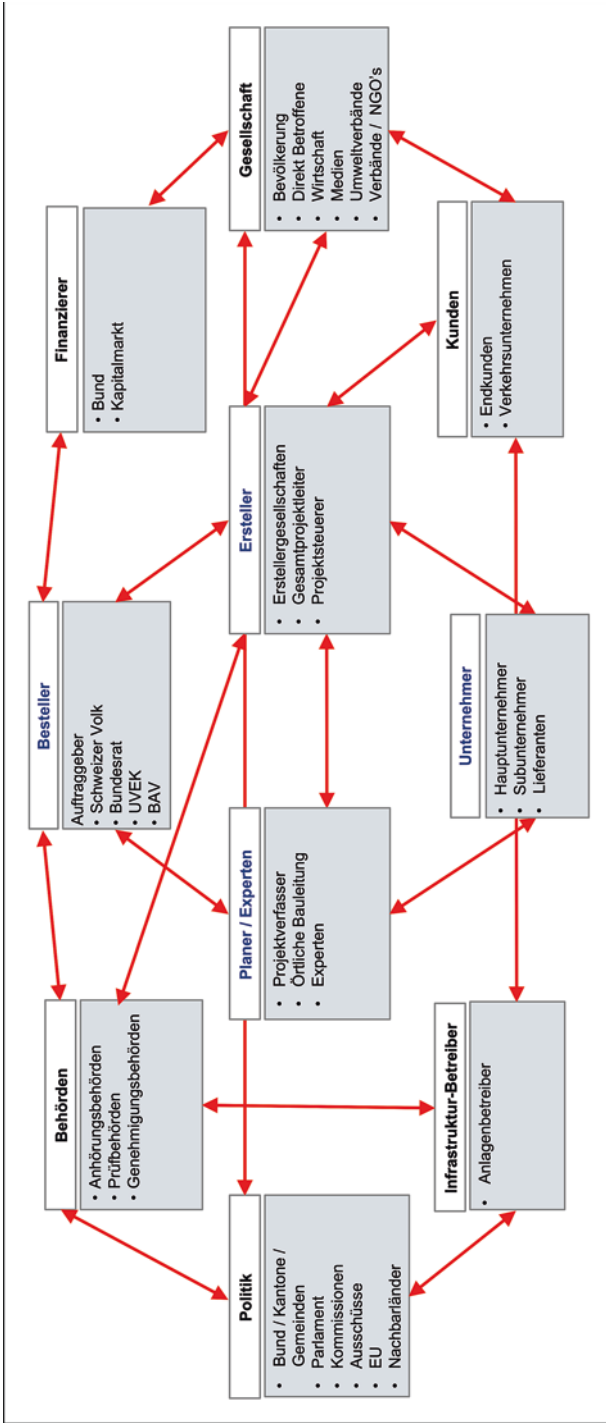 Behörden
• Anhörungsbehörden
• Prüfbehörden
• Genehmigungsbehörden
Besteller
Auftraggeber
• Schweizer Volk
• Bundesrat
• UVEK
• BAV
Finanzierer
• Bund
• Kapitalmarkt
Politik
• Bund / Kantone /
Gemeinden
• Parlament
• Kommissionen
• Ausschüsse
• EU
• Nachbarländer
Planer / Experten
• Projektverfasser
• Örtliche Bauleitung
• Experten
Ersteller
• Erstellergesellschaften
• Gesamtprojektleiter
• Projektsteuerer
Gesellschaft
• Bevölkerung
• Direkt Betroffene
• Wirtschaft
• Medien
• Umweltverbände
• Verbände / NGO's
Infrastruktur-Betreiber
• Anlagenbetreiber
Unternehmer
• Hauptunternehmer
• Subunternehmer
• Lieferanten
Kunden
• Endkunden
• Verkehrsunternehmen